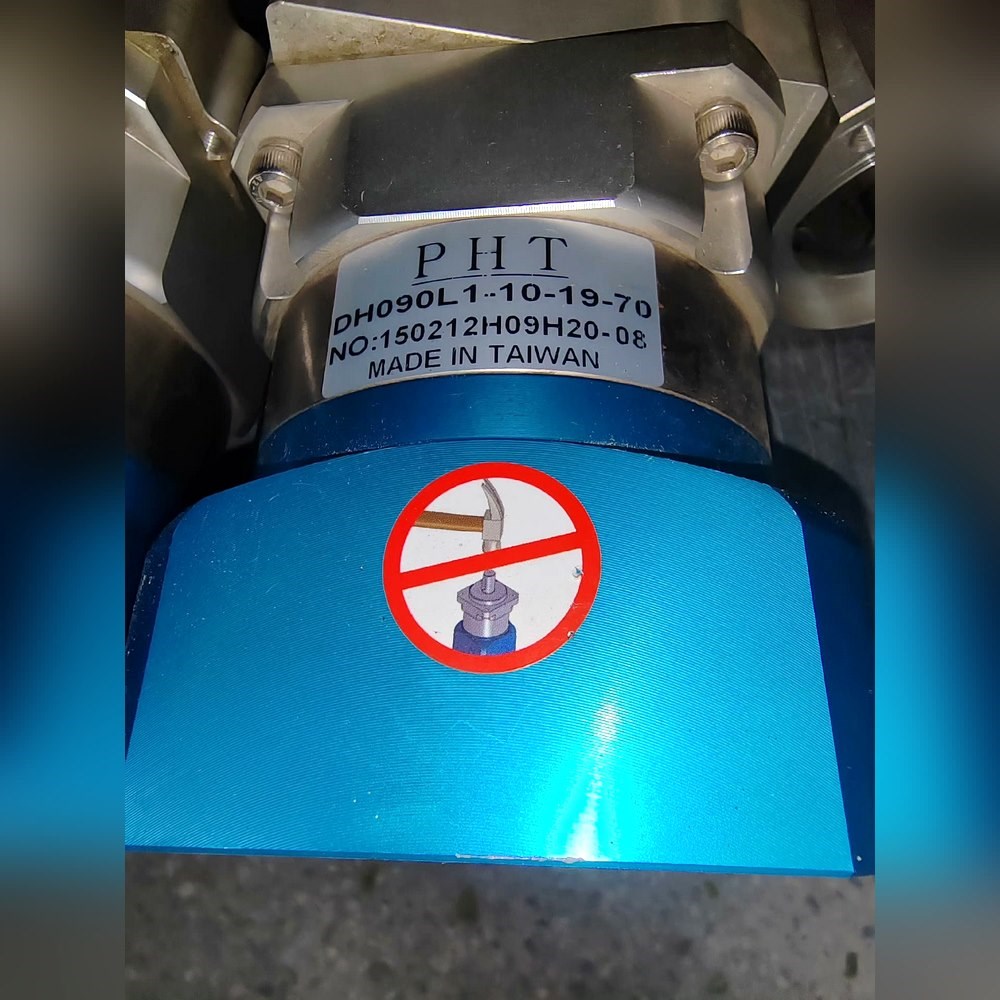 PHT
DH090L1-10-19-70
NO:150212H09H20-08
MADE IN TAIWAN